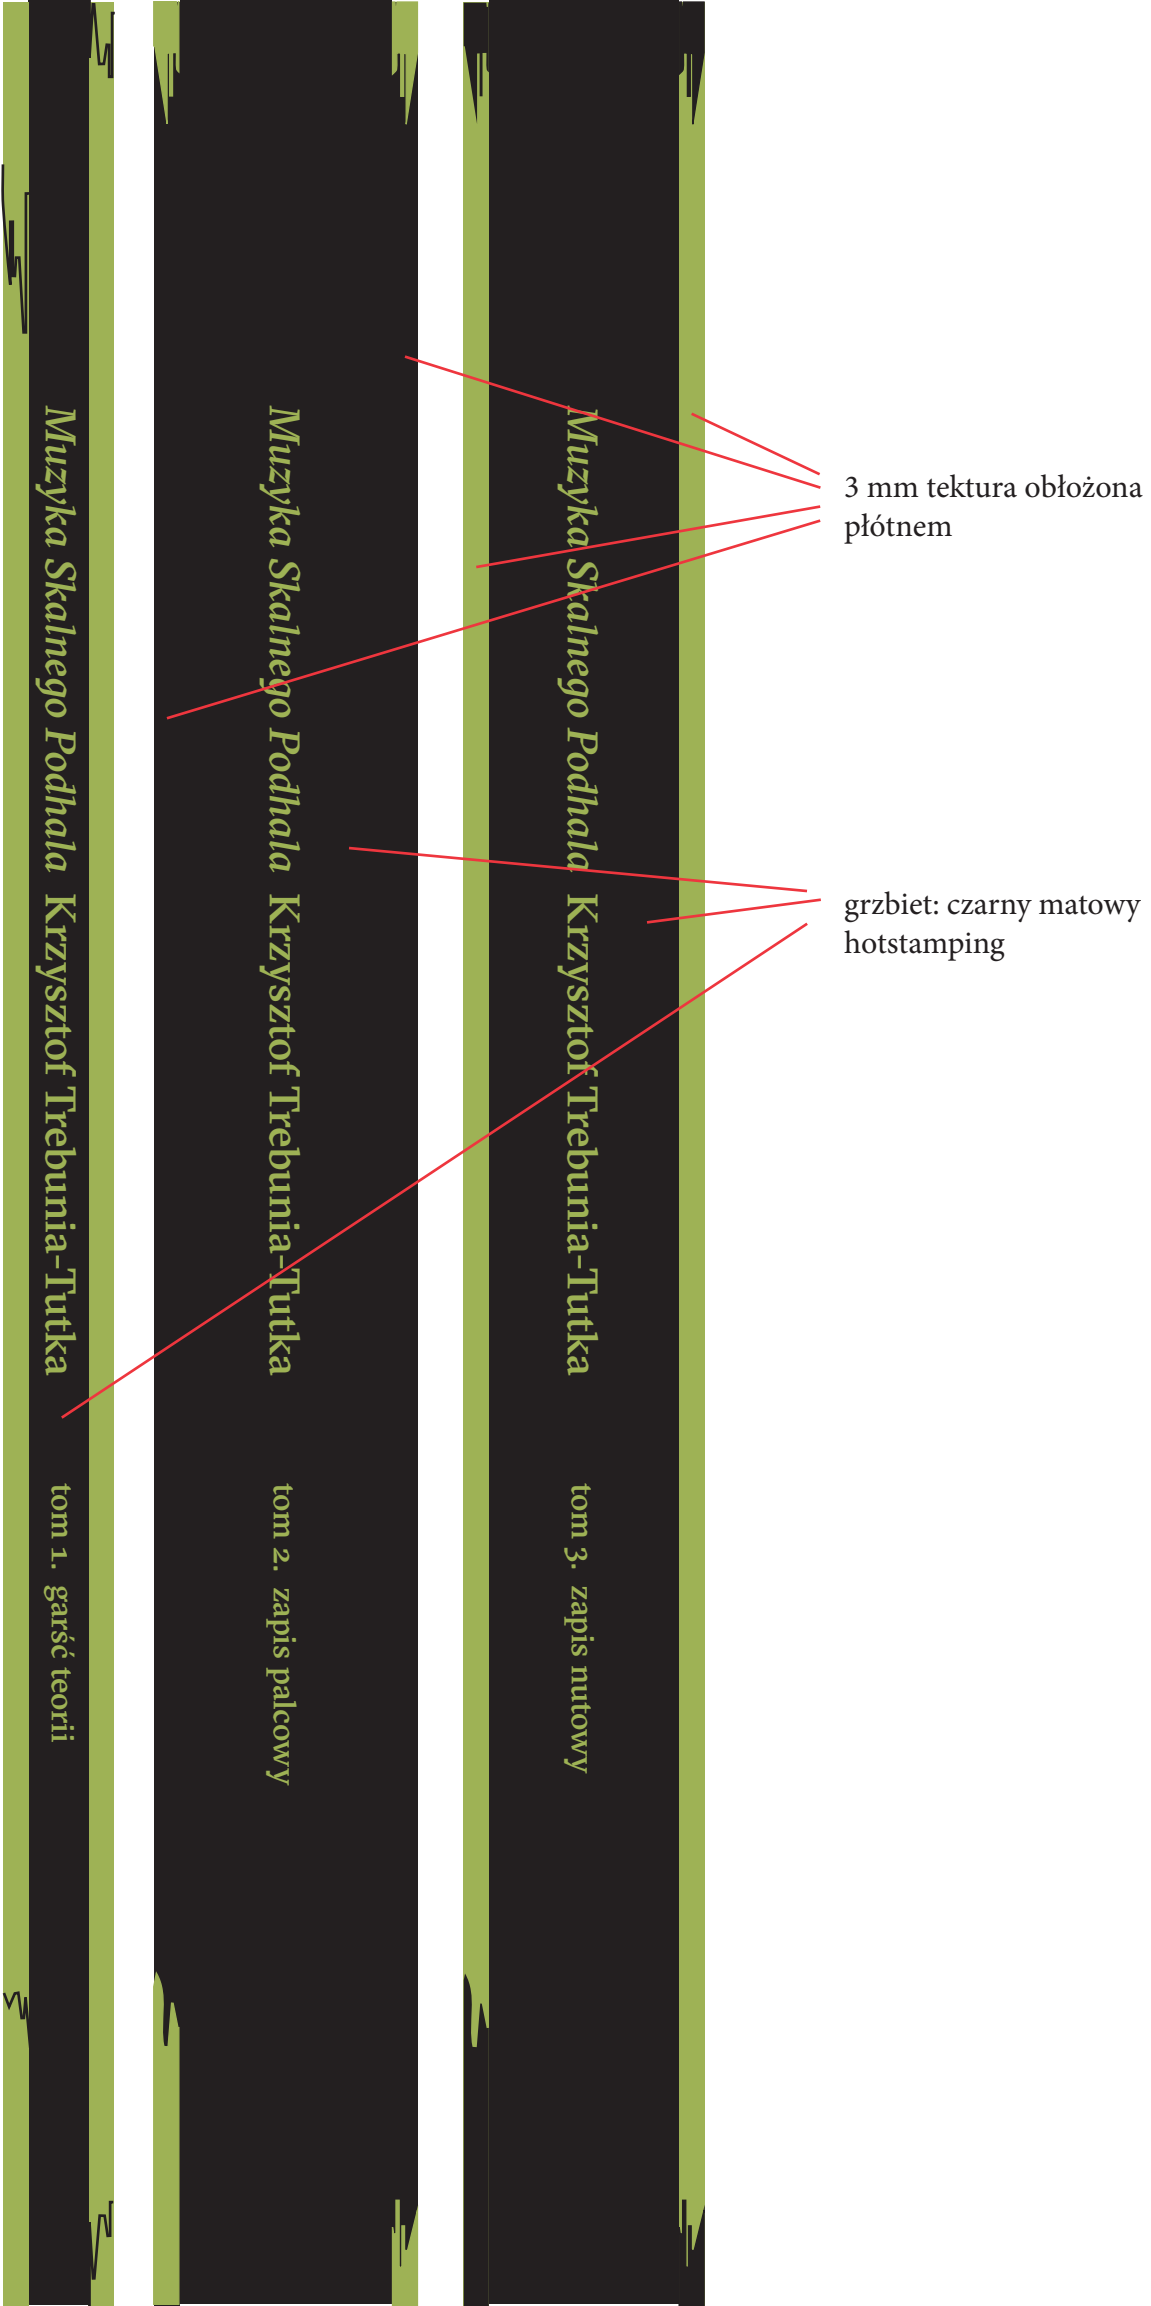 Muzyka Skalnego Podhala Krzysztof Trebunia-Tutka tom 1. garść teorii
Muzyka Skalnego Podhala Krzysztof Trebunia-Tutka tom 2. zapis palcowy
Muzyka Skalnego Podhala Krzysztof Trebunia-Tutka tom 3. zapis nutowy
3 mm tektura obłożona
płótnem
grzbiet: czarny matowy
hotstamping